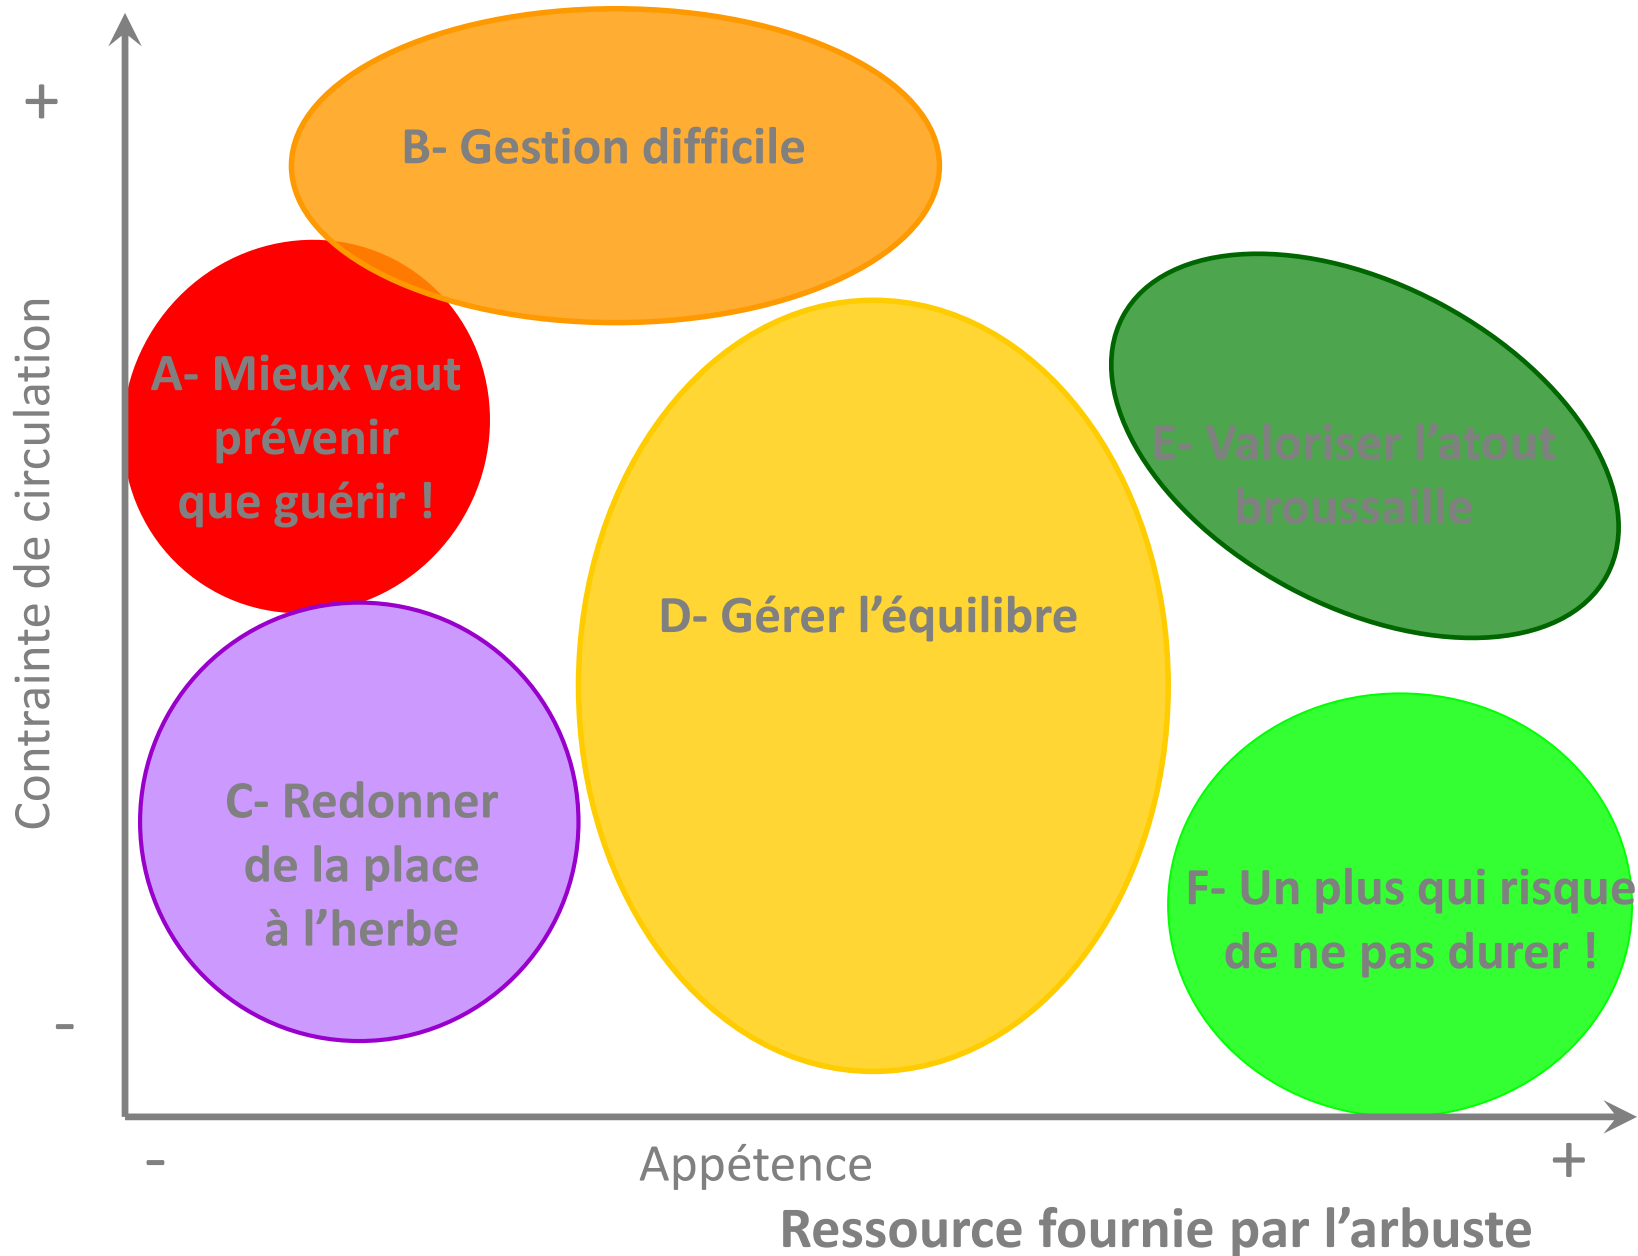 +
B- Gestion difficile
Contrainte de circulation
A- Mieux vaut
prévenir
que guérir !
E- Valoriser l’atout
broussaille
D- Gérer l’équilibre
C- Redonner
de la place
à l’herbe
F- Un plus qui risque
de ne pas durer !
-
-
Appétence
+
Ressource fournie par l’arbuste